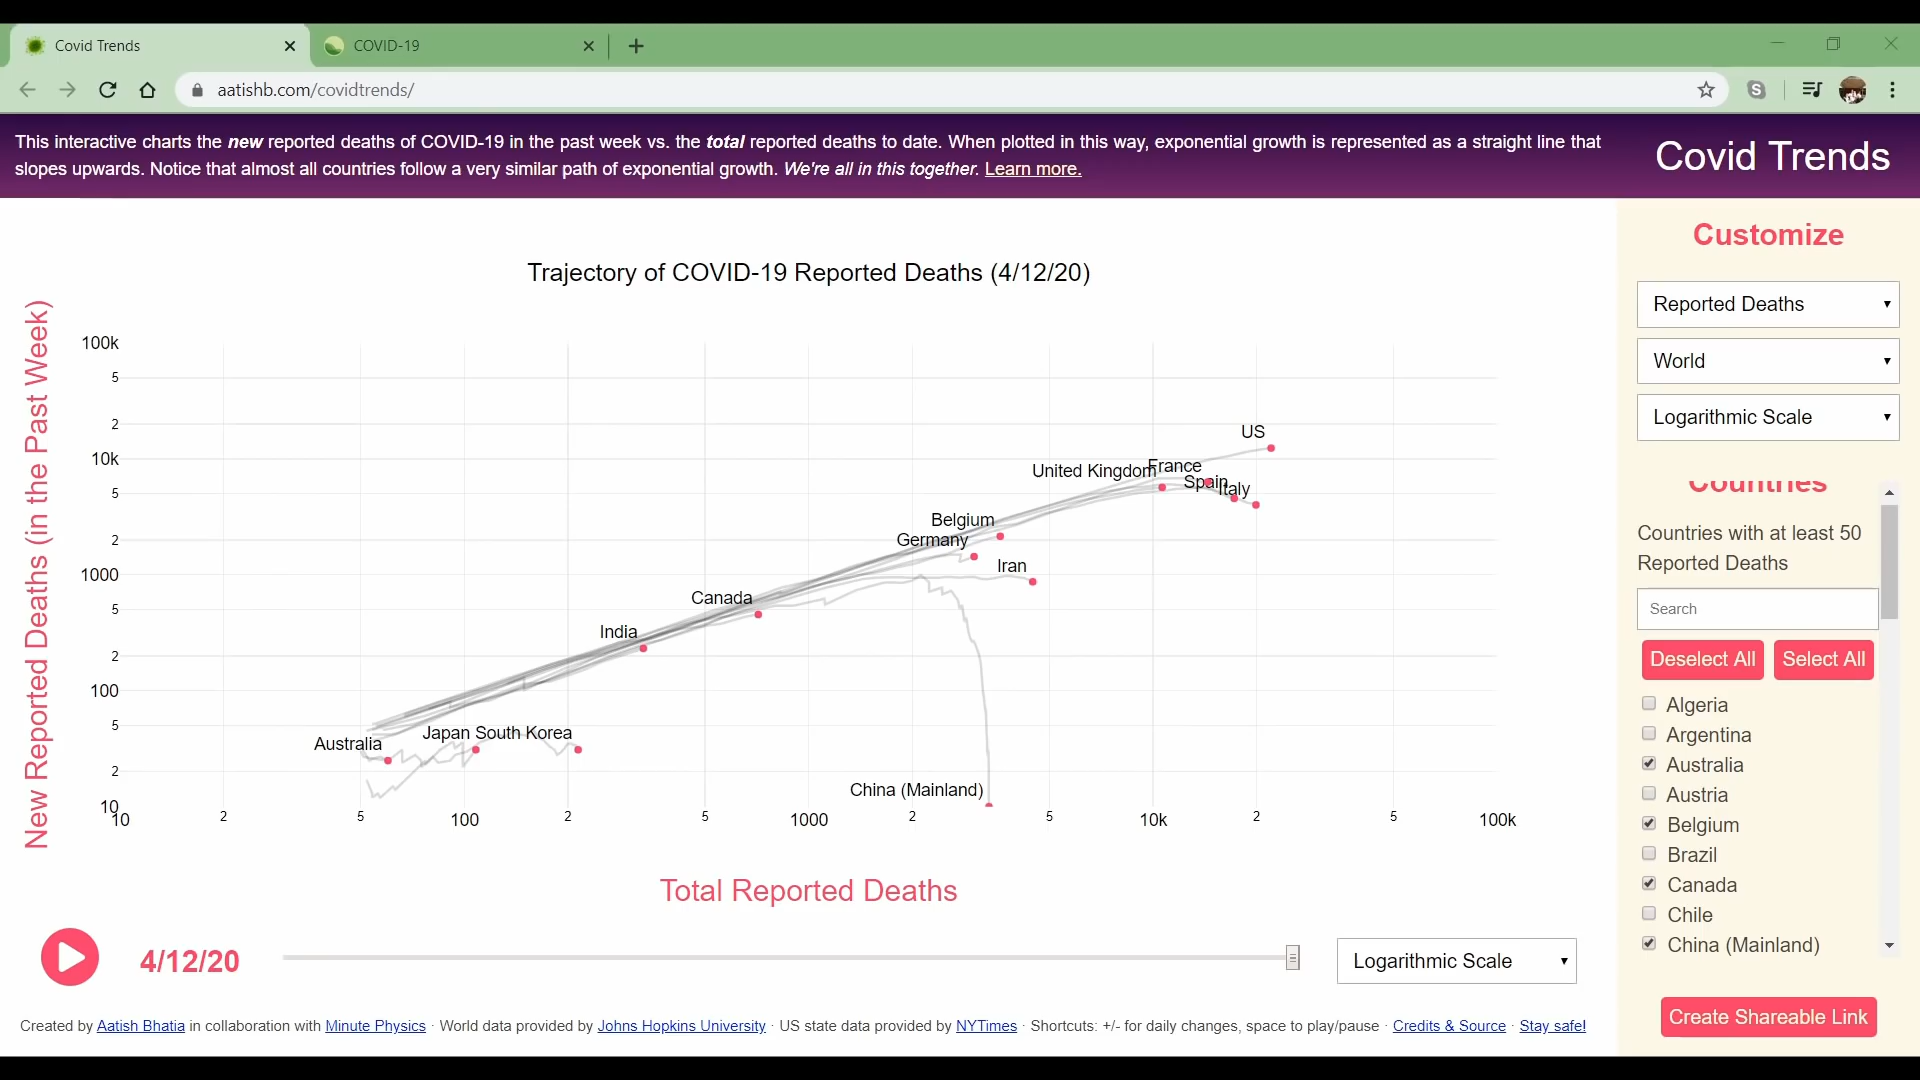 Covid Trends
COVID-19
aatishb.com/covidtrends/
This interactive charts the new reported deaths of COVID-19 in the past week vs. the total reported deaths to date. When plotted in this way, exponential growth is represented as a straight line that
slopes upwards. Notice that almost all countries follow a very similar path of exponential growth. We're all in this together. Learn more.
Covid Trends
Trajectory of COVID-19 Reported Deaths (4/12/20)
New Reported Deaths (in the Past Week)
100k
5
2
10k
5
2
1000
5
2
100
5
2
10
US
France
United Kingdom
Spain
Italy
Belgium
Germany
Iran
Canada
India
Japan South Korea
Australia
China (Mainland)
10 2 5 100 2 5 1000 2 5 10k 2 5 100k
Total Reported Deaths
4/12/20
Logarithmic Scale
Customize
Reported Deaths
World
Logarithmic Scale
Countries
Countries with at least 50
Reported Deaths
Search
Deselect All Select All
Algeria
Argentina
Australia
Austria
Belgium
Brazil
Canada
Chile
China (Mainland)
Create Shareable Link
Created by Aatish Bhatia in collaboration with Minute Physics · World data provided by Johns Hopkins University · US state data provided by NYTimes · Shortcuts: +/- for daily changes, space to play/pause · Credits & Source · Stay safe!